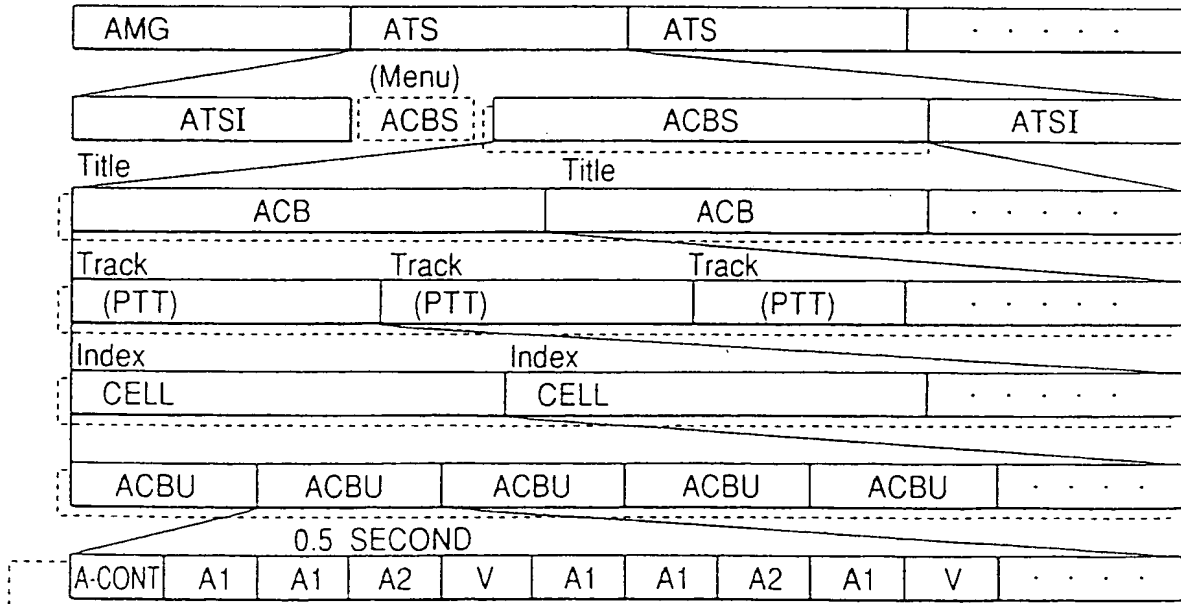 AMG ATS ATS . . . . .
(Menu)
ATSI ACBS ACBS ATSI
Title Title
ACB ACB . . . . .
Track Track Track
(PTT) (PTT) (PTT) . . . . .
Index Index
CELL CELL . . . . .
ACBU ACBU ACBU ACBU ACBU . . . .
0.5 SECOND
A-CONT A1 A1 A2 V A1 A1 A2 A1 V . . . .